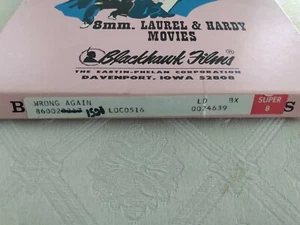 8mm. LAUREL & HARDY
MOVIES
Blackhawk Films®
THE EASTIN-PHELAN CORPORATION
DAVENPORT, IOWA 52808
B
WRONG AGAIN
LOC0516
LD
0024639
SUPER
8
S